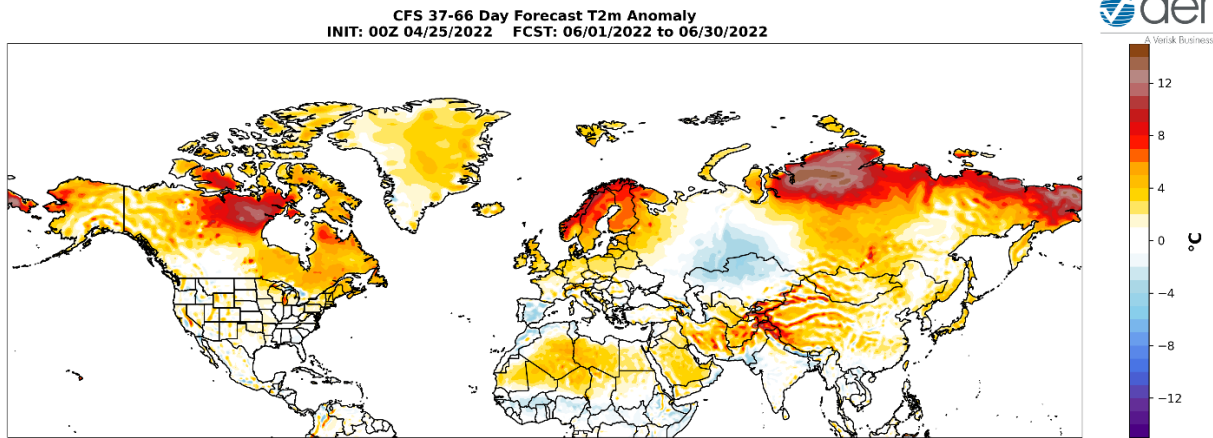 CFS 37-66 Day Forecast T2m Anomaly
INIT: 00Z 04/25/2022 FCST: 06/01/2022 to 06/30/2022
aer
A Verisk Business
12
8
4
0
−4
−8
−12
°C